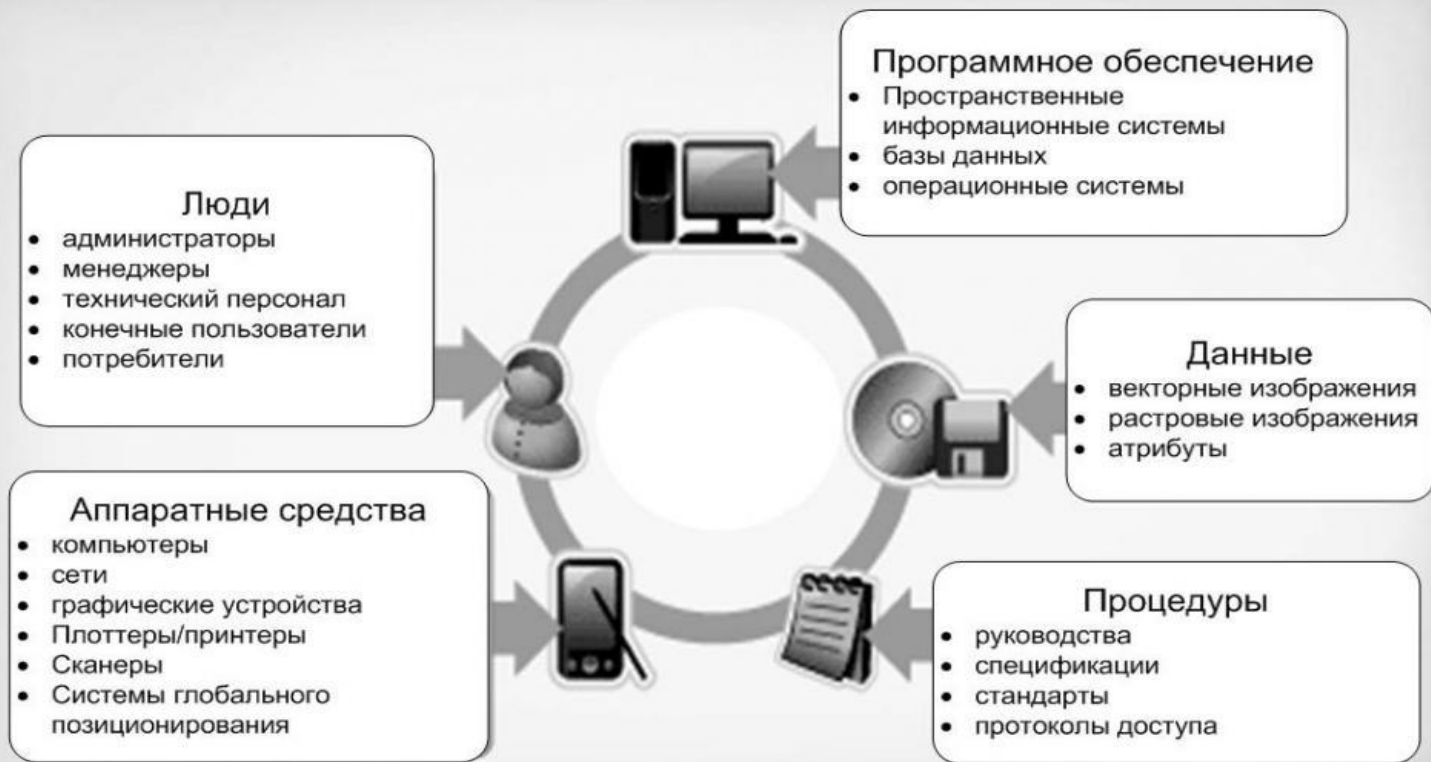 Программное обеспечение
• Пространственные
информационные системы
• базы данных
• операционные системы
Люди
• администраторы
• менеджеры
• технический персонал
• конечные пользователи
• потребители
Данные
• векторные изображения
• растровые изображения
• атрибуты
Аппаратные средства
• компьютеры
• сети
• графические устройства
• Плоттеры/принтеры
• Сканеры
• Системы глобального
позиционирования
Процедуры
• руководства
• спецификации
• стандарты
• протоколы доступа